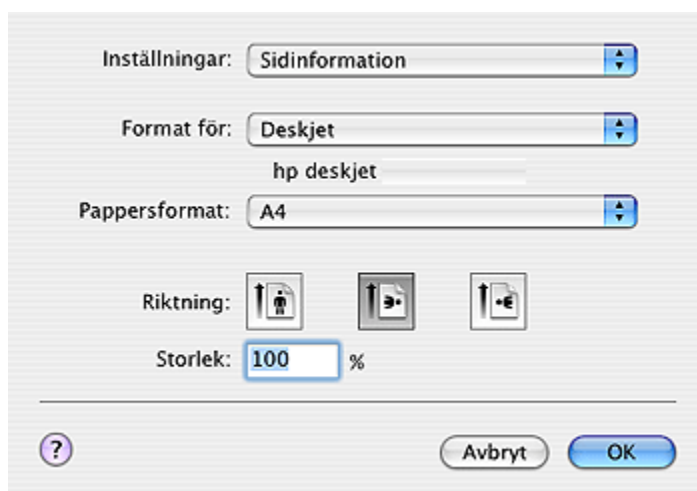 Inställningar: Sidinformation
Format för: Deskjet
hp deskjet
Pappersformat: A4
Riktning:
Storlek: 100 %
? Avbryt OK